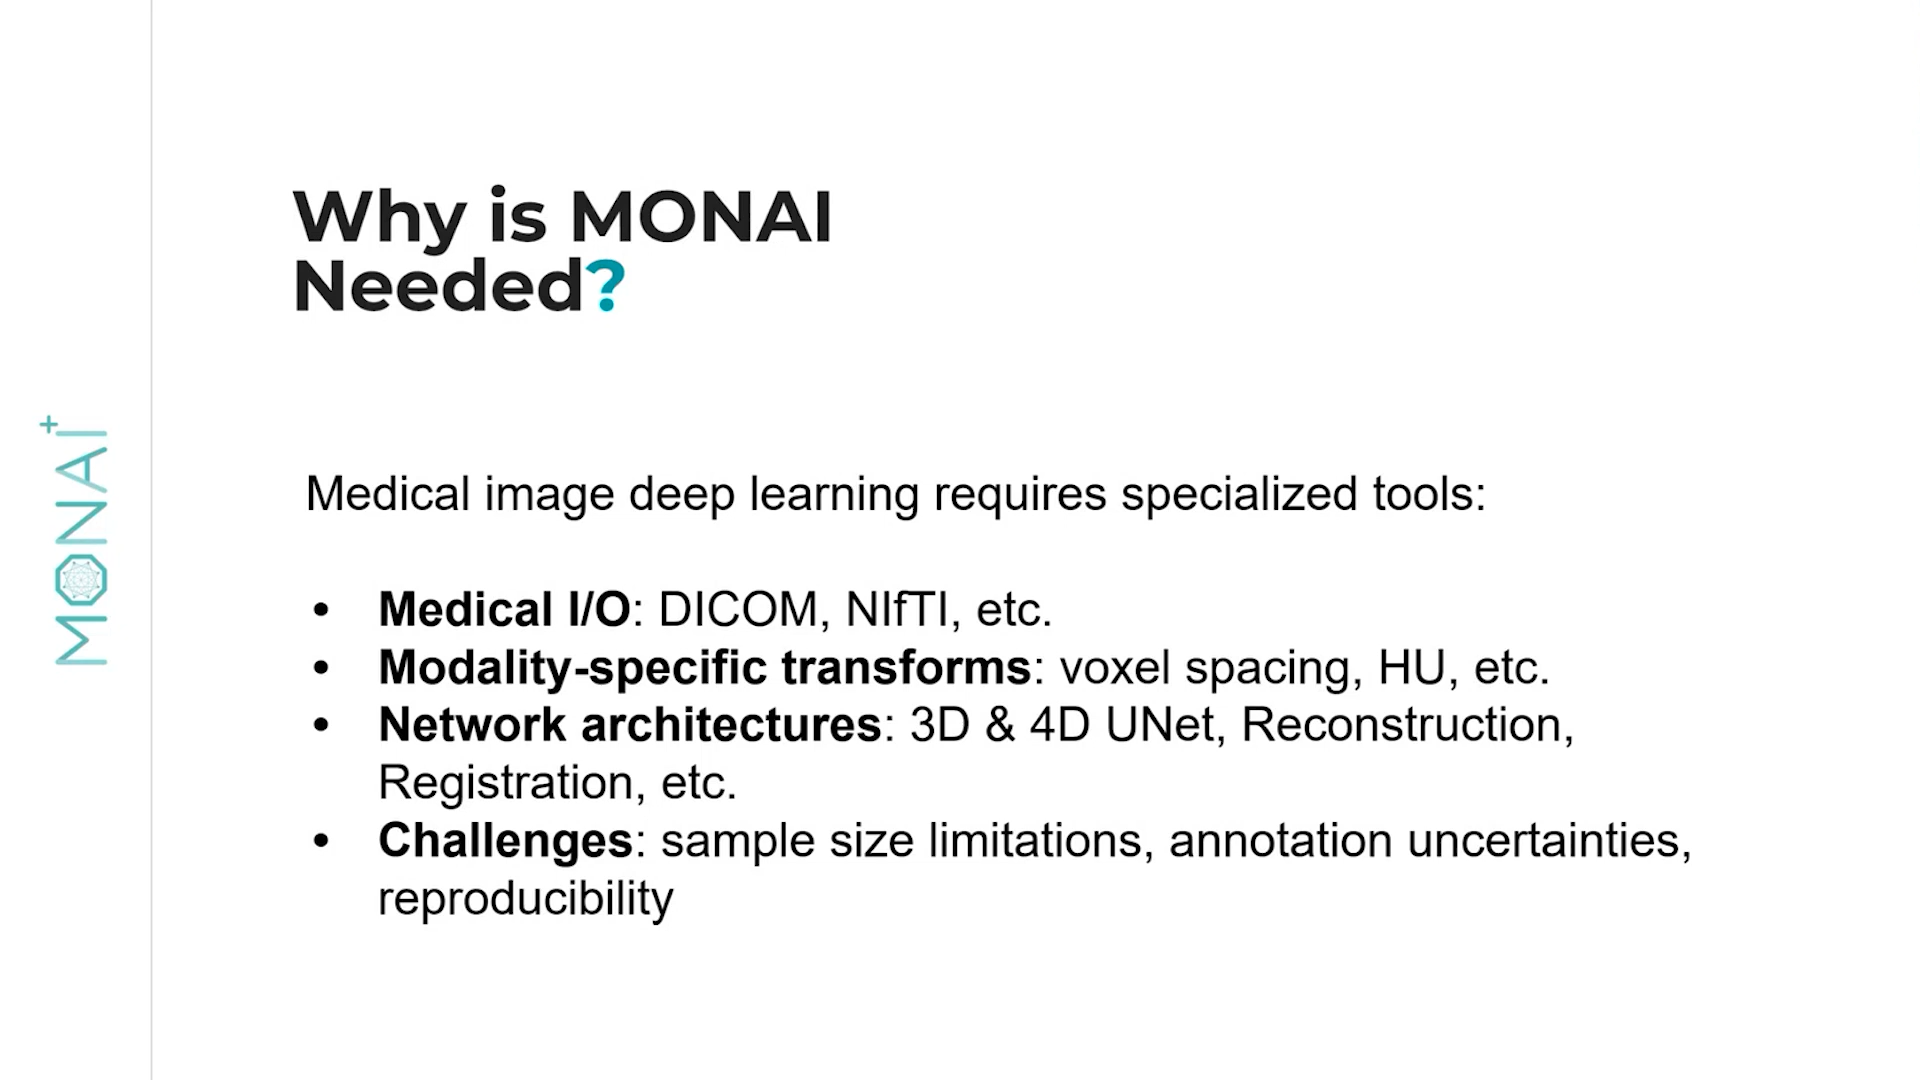 Why is MONAI
Needed?
MONAI
Medical image deep learning requires specialized tools:
• Medical I/O: DICOM, NIfTI, etc.
• Modality-specific transforms: voxel spacing, HU, etc.
• Network architectures: 3D & 4D UNet, Reconstruction,
Registration, etc.
• Challenges: sample size limitations, annotation uncertainties,
reproducibility